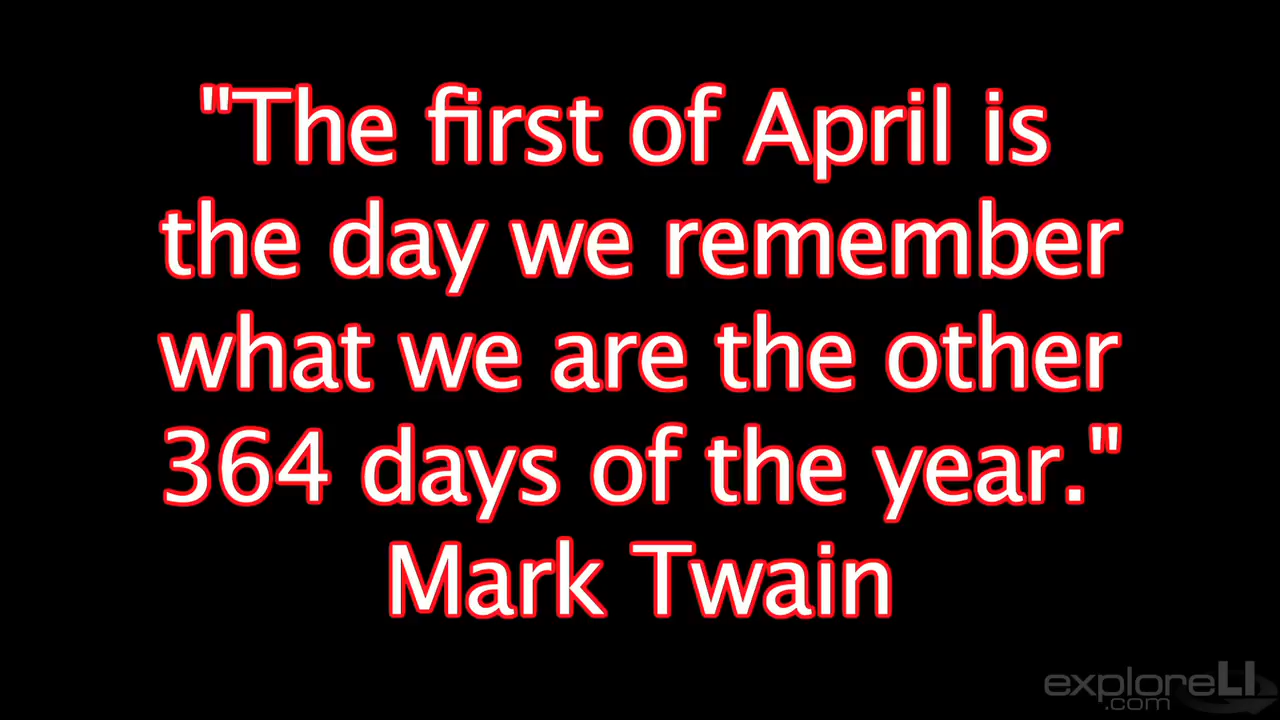 "The first of April is
the day we remember
what we are the other
364 days of the year."
Mark Twain
exploreLI
.com